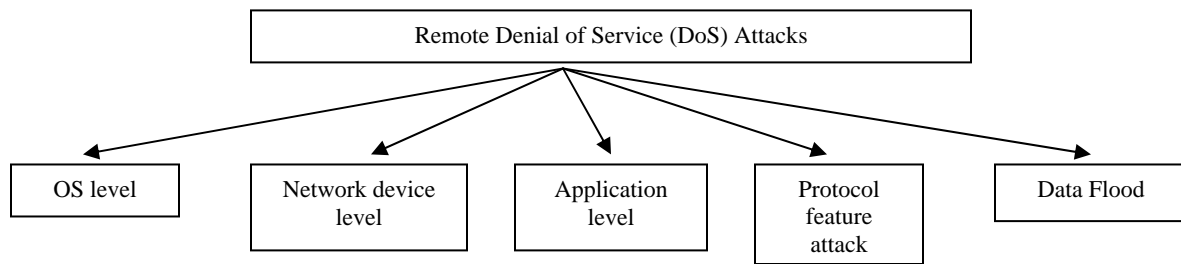 Remote Denial of Service (DoS) Attacks
OS level
Network device
level
Application
level
Protocol
feature
attack
Data Flood